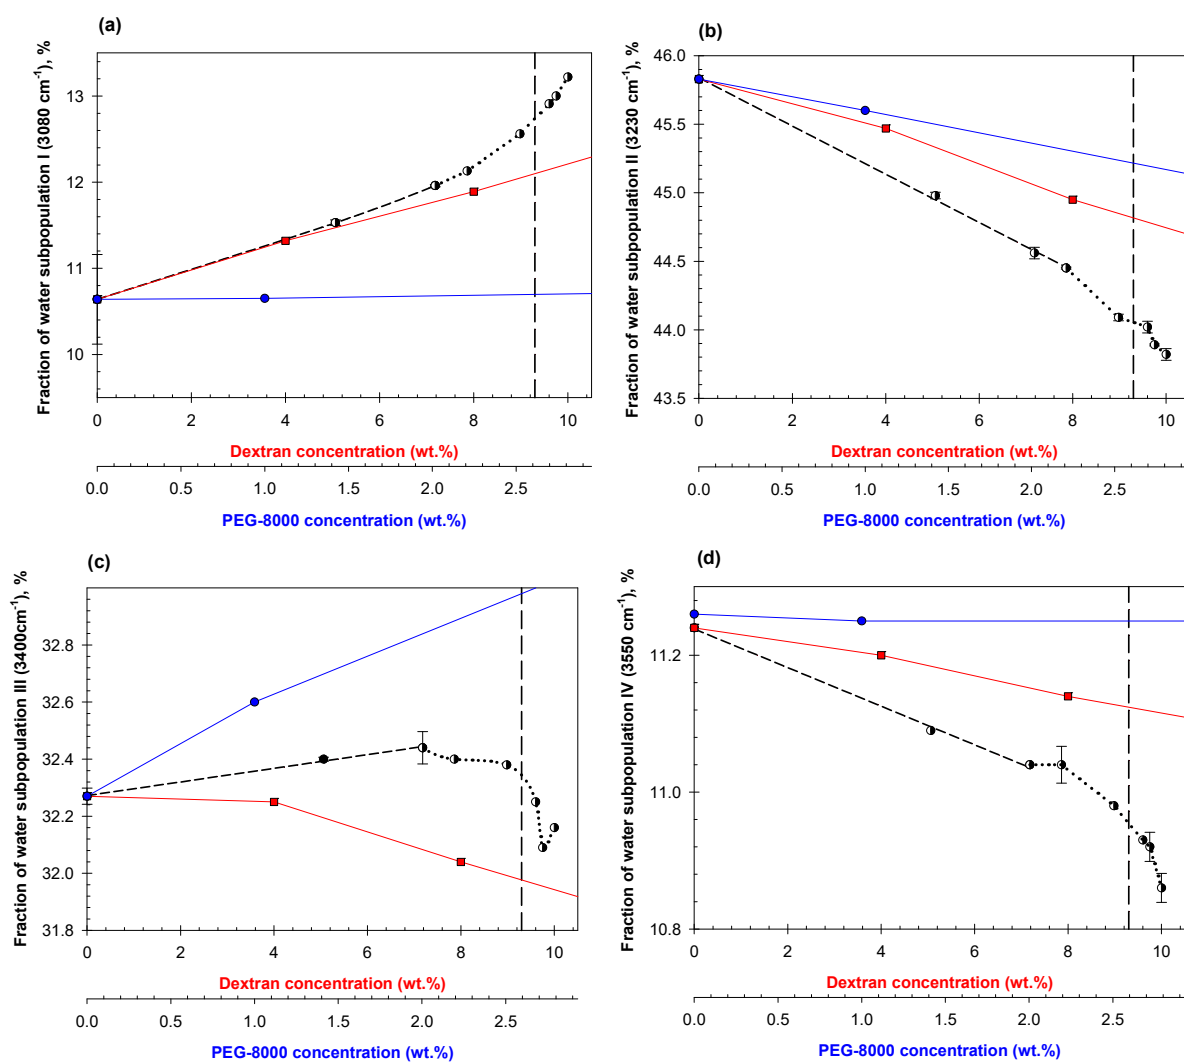 (a)
Fraction of water subpopulation I (3080 cm⁻¹), %
13
12
11
10
0 2 4 6 8 10
Dextran concentration (wt.%)
0.0 0.5 1.0 1.5 2.0 2.5
PEG-8000 concentration (wt.%)
(b)
Fraction of water subpopulation II (3230 cm⁻¹), %
46.0
45.5
45.0
44.5
44.0
43.5
0 2 4 6 8 10
Dextran concentration (wt.%)
0.0 0.5 1.0 1.5 2.0 2.5
PEG-8000 concentration (wt.%)
(c)
Fraction of water subpopulation III (3400cm⁻¹), %
32.8
32.6
32.4
32.2
32.0
31.8
0 2 4 6 8 10
Dextran concentration (wt.%)
0.0 0.5 1.0 1.5 2.0 2.5
PEG-8000 concentration (wt.%)
(d)
Fraction of water subpopulation IV (3550 cm⁻¹), %
11.2
11.0
10.8
0 2 4 6 8 10
Dextran concentration (wt.%)
0.0 0.5 1.0 1.5 2.0 2.5
PEG-8000 concentration (wt.%)